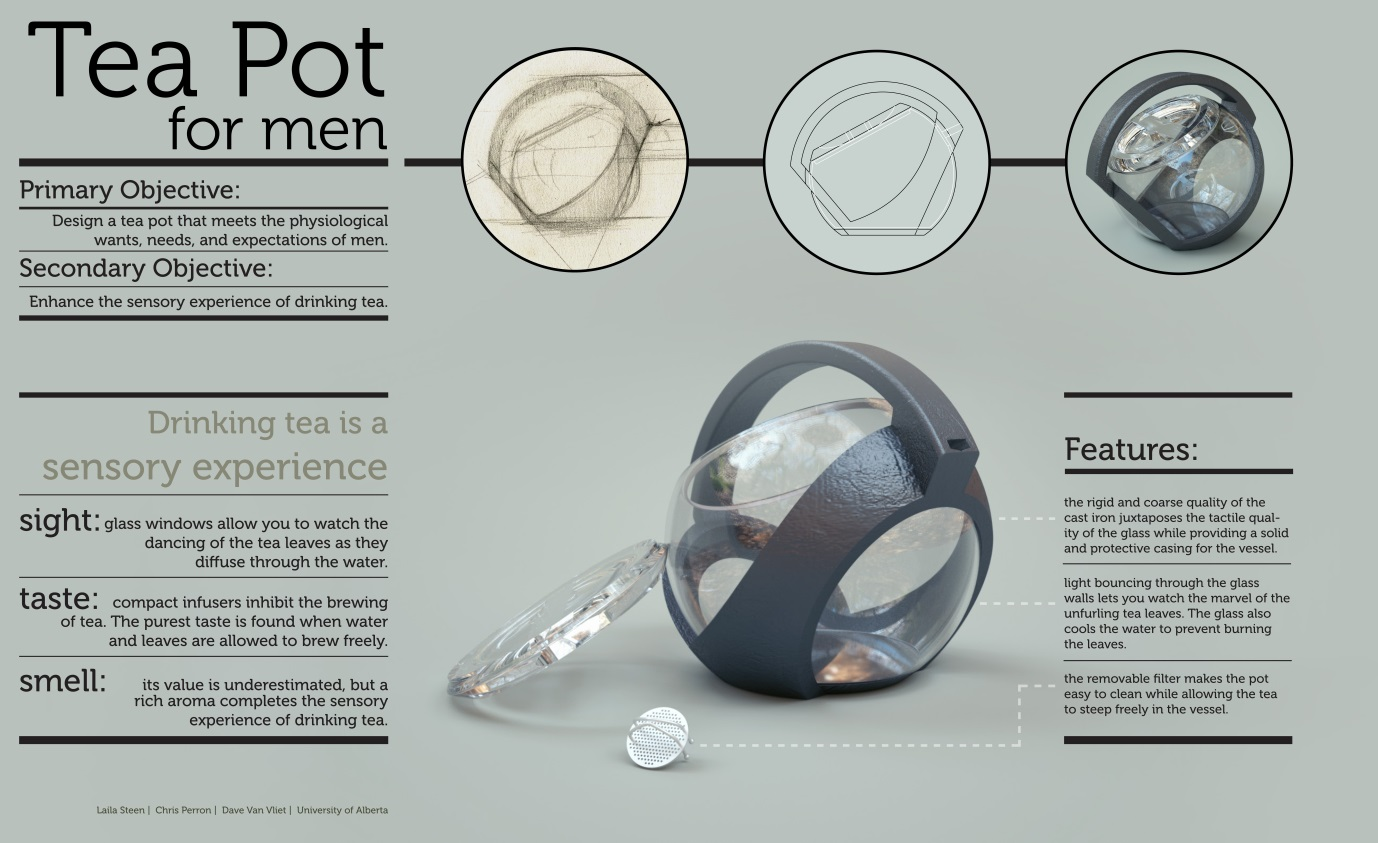 Tea Pot
for men
Primary Objective:
Design a tea pot that meets the physiological
wants, needs, and expectations of men.
Secondary Objective:
Enhance the sensory experience of drinking tea.
Drinking tea is a
sensory experience
sight: glass windows allow you to watch the
dancing of the tea leaves as they
diffuse through the water.
taste: compact infusers inhibit the brewing
of tea. The purest taste is found when water
and leaves are allowed to brew freely.
smell: its value is underestimated, but a
rich aroma completes the sensory
experience of drinking tea.
Laila Steen | Chris Perron | Dave Van Vliet | University of Alberta
Features:
the rigid and coarse quality of the
cast iron juxtaposes the tactile qual-
ity of the glass while providing a solid
and protective casing for the vessel.
light bouncing through the glass
walls lets you watch the marvel of the
unfurling tea leaves. The glass also
cools the water to prevent burning
the leaves.
the removable filter makes the pot
easy to clean while allowing the tea
to steep freely in the vessel.